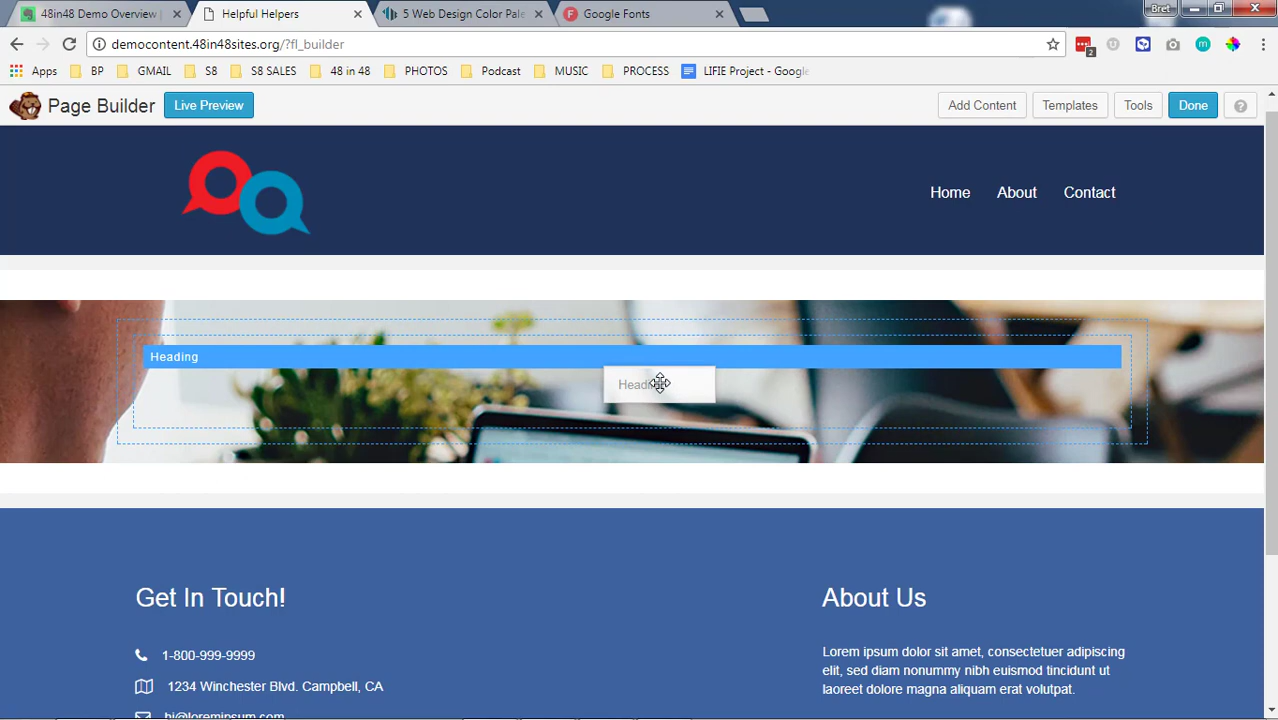 48in48 Demo Overview |
Helpful Helpers
5 Web Design Color Pale
Google Fonts
Bret
democontent.48in48sites.org/?fl_builder
2
Apps BP GMAIL S8 S8 SALES 48 in 48 PHOTOS Podcast MUSIC PROCESS LIFIE Project - Google
Page Builder Live Preview Add Content Templates Tools Done ?
Home About Contact
Heading
Get In Touch!
1-800-999-9999
1234 Winchester Blvd. Campbell, CA
hi@loremipsum.com
About Us
Lorem ipsum dolor sit amet, consectetuer adipiscing
elit, sed diam nonummy nibh euismod tincidunt ut
laoreet dolore magna aliquam erat volutpat.